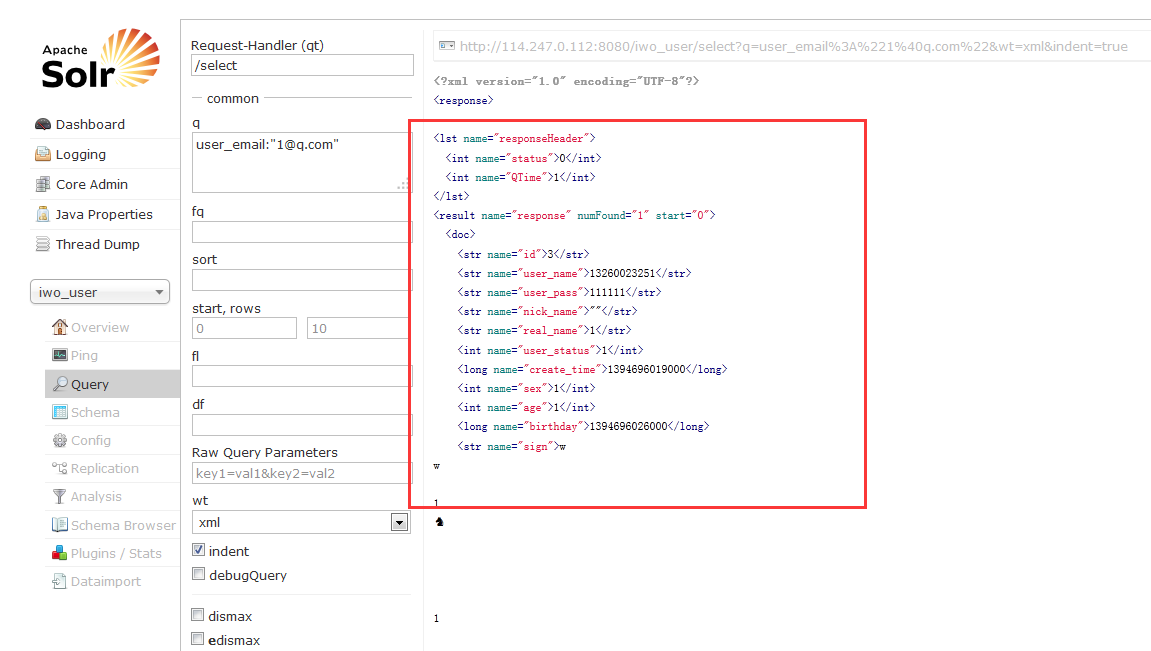 Apache
Solr
Dashboard
Logging
Core Admin
Java Properties
Thread Dump
iwo_user
Overview
Ping
Query
Schema
Config
Replication
Analysis
Schema Browser
Plugins / Stats
Dataimport
Request-Handler (qt)
/select
common
q
user_email:"1@q.com"
fq
sort
start, rows
0 10
fl
df
Raw Query Parameters
key1=val1&key2=val2
wt
xml
indent
debugQuery
dismax
edismax
http://114.247.0.112:8080/iwo_user/select?q=user_email%3A%221%40q.com%22&wt=xml&indent=true
<?xml version="1.0" encoding="UTF-8"?>
<response>
<lst name="responseHeader">
<int name="status">0</int>
<int name="QTime">1</int>
</lst>
<result name="response" numFound="1" start="0">
<doc>
<str name="id">3</str>
<str name="user_name">13260023251</str>
<str name="user_pass">111111</str>
<str name="nick_name">""</str>
<str name="real_name">1</str>
<int name="user_status">1</int>
<long name="create_time">1394696019000</long>
<int name="sex">1</int>
<int name="age">1</int>
<long name="birthday">1394696026000</long>
<str name="sign">w
w
1
♞
1